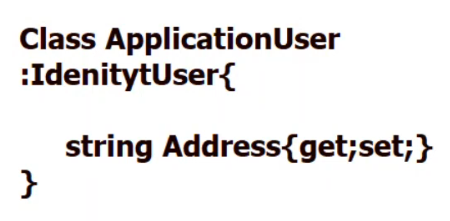 Class ApplicationUser
:IdenitytUser{
string Address{get;set;}
}